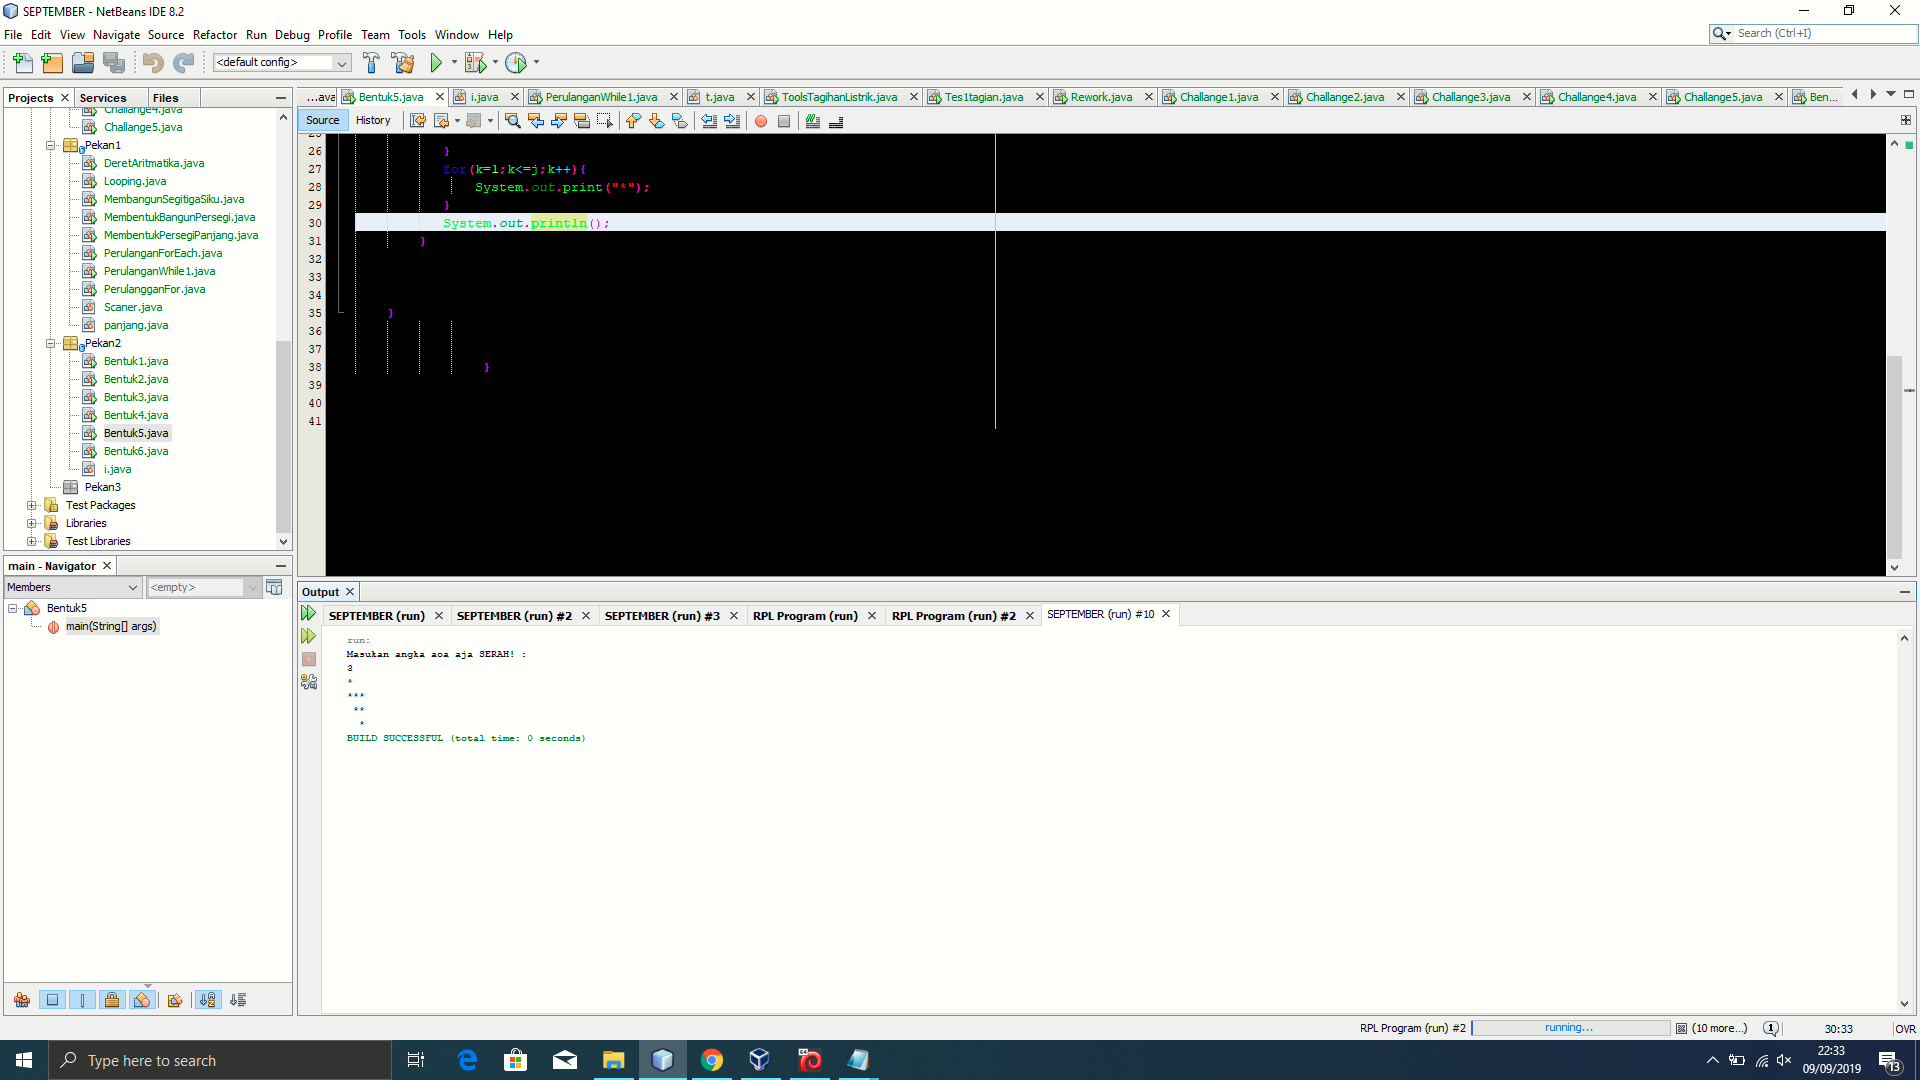 SEPTEMBER - NetBeans IDE 8.2
File Edit View Navigate Source Refactor Run Debug Profile Team Tools Window Help
Search (Ctrl+I)
<default config>
Projects Services Files
Challange4.java
Challange5.java
Pekan1
DeretAritmatika.java
Looping.java
MembangunSegitigaSiku.java
MembentukBangunPersegi.java
MembentukPersegiPanjang.java
PerulanganForEach.java
PerulanganWhile1.java
PerulangganFor.java
Scaner.java
panjang.java
Pekan2
Bentuk1.java
Bentuk2.java
Bentuk3.java
Bentuk4.java
Bentuk5.java
Bentuk6.java
i.java
Pekan3
Test Packages
Libraries
Test Libraries
main - Navigator
Members <empty>
Bentuk5
main(String[] args)
...ava Bentuk5.java i.java PerulanganWhile1.java t.java ToolsTagihanListrik.java Tes1tagian.java Rework.java Challange1.java Challange2.java Challange3.java Challange4.java Challange5.java Ben...
Source History
25
26 }
27 for(k=1;k<=j;k++){
28 System.out.print("*");
29 }
30 System.out.println();
31 }
32
33
34
35 }
36
37
38 }
39
40
41
Output
SEPTEMBER (run) SEPTEMBER (run) #2 SEPTEMBER (run) #3 RPL Program (run) RPL Program (run) #2 SEPTEMBER (run) #10
run:
Masukan angka aoa aja SERAH! :
3
*
***
**
*
BUILD SUCCESSFUL (total time: 0 seconds)
RPL Program (run) #2 running... (10 more...) 1 30:33 OVR
Type here to search
64
22:33
09/09/2019
13